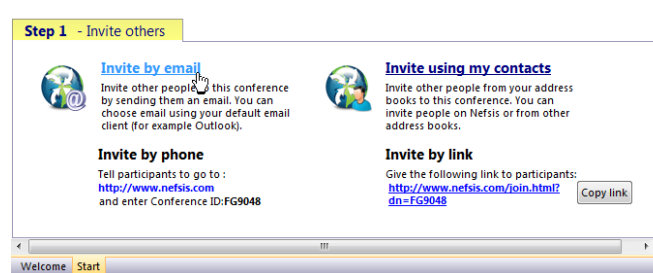 Step 1 - Invite others
Invite by email
Invite other people to this conference
by sending them an email. You can
choose email using your default email
client (for example Outlook).
Invite using my contacts
Invite other people from your address
books to this conference. You can
invite people on Nefsis or from other
address books.
Invite by phone
Tell participants to go to :
http://www.nefsis.com
and enter Conference ID:FG9048
Invite by link
Give the following link to participants:
http://www.nefsis.com/join.html?
dn=FG9048
Copy link
Welcome Start